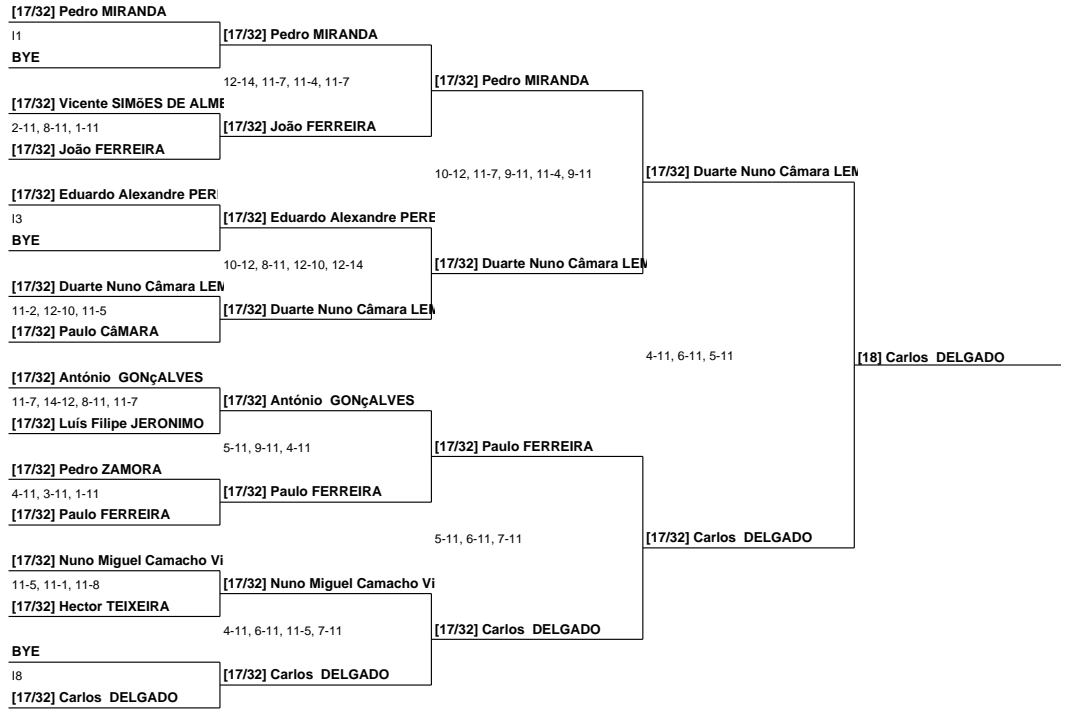 [17/32] Pedro MIRANDA
I1
BYE
[17/32] Vicente SIMõES DE ALME
2-11, 8-11, 1-11
[17/32] João FERREIRA
[17/32] Eduardo Alexandre PER
I3
BYE
[17/32] Duarte Nuno Câmara LEM
11-2, 12-10, 11-5
[17/32] Paulo CâMARA
[17/32] António  GONçALVES
11-7, 14-12, 8-11, 11-7
[17/32] Luís Filipe JERONIMO
[17/32] Pedro ZAMORA
4-11, 3-11, 1-11
[17/32] Paulo FERREIRA
[17/32] Nuno Miguel Camacho Vi
11-5, 11-1, 11-8
[17/32] Hector TEIXEIRA
BYE
I8
[17/32] Carlos  DELGADO
[17/32] Pedro MIRANDA
12-14, 11-7, 11-4, 11-7
[17/32] João FERREIRA
[17/32] Eduardo Alexandre PERE
10-12, 8-11, 12-10, 12-14
[17/32] Duarte Nuno Câmara LEM
[17/32] António  GONçALVES
5-11, 9-11, 4-11
[17/32] Paulo FERREIRA
[17/32] Nuno Miguel Camacho Vi
4-11, 6-11, 11-5, 7-11
[17/32] Carlos  DELGADO
[17/32] Pedro MIRANDA
10-12, 11-7, 9-11, 11-4, 9-11
[17/32] Duarte Nuno Câmara LEM
[17/32] Paulo FERREIRA
5-11, 6-11, 7-11
[17/32] Carlos  DELGADO
[17/32] Duarte Nuno Câmara LEM
4-11, 6-11, 5-11
[17/32] Carlos  DELGADO
[18] Carlos  DELGADO